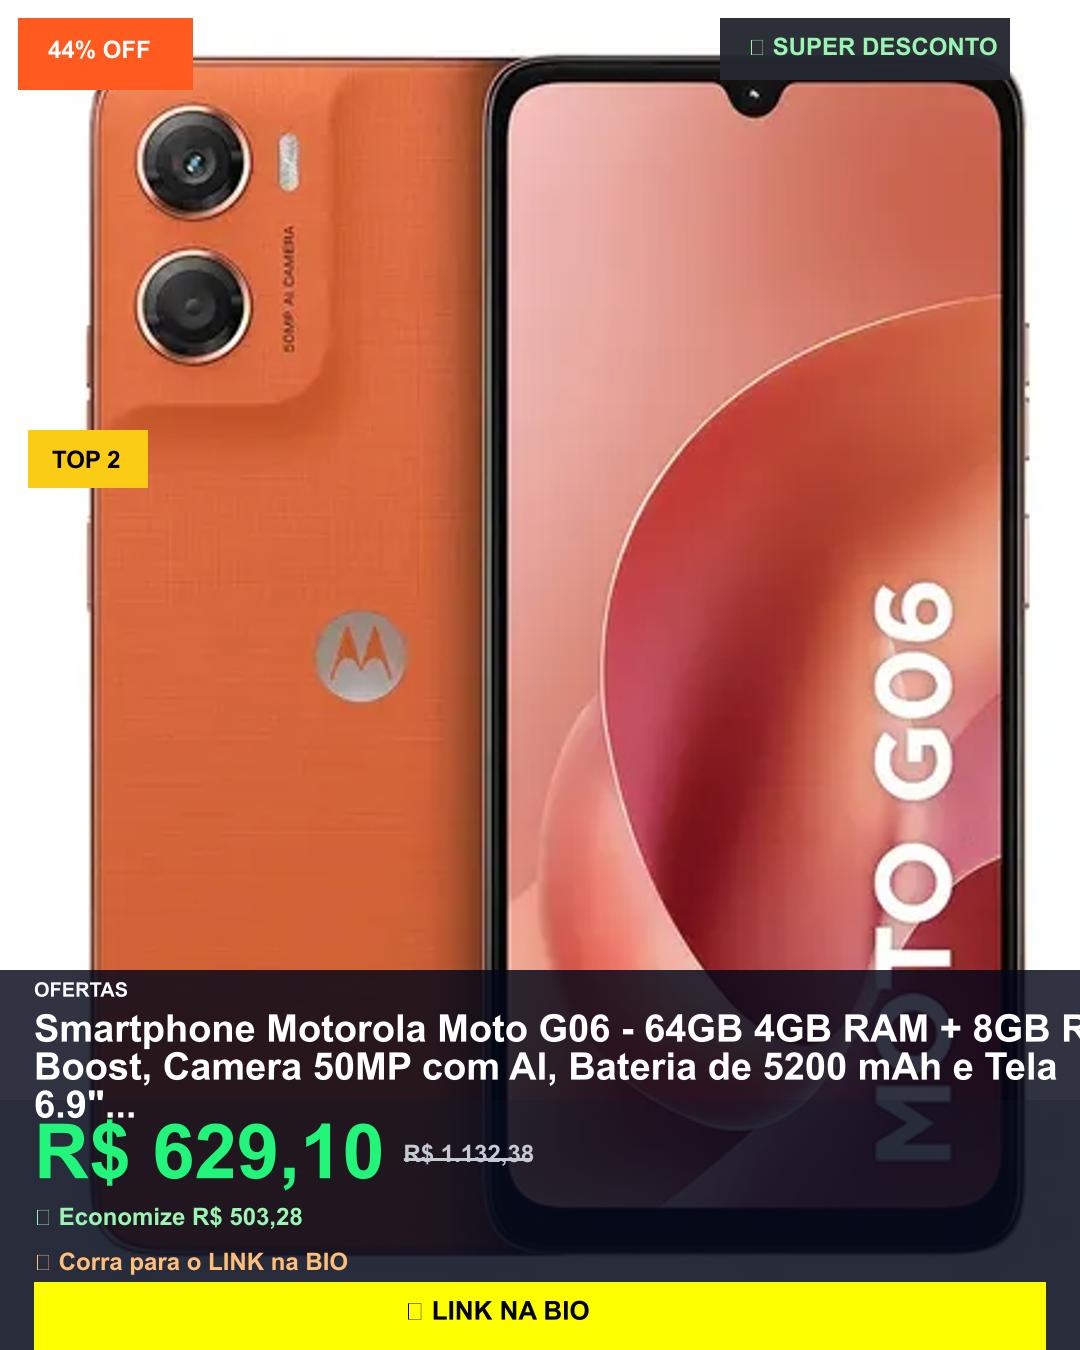 44% OFF
SUPER DESCONTO
50MP AI CAMERA
TOP 2
MOTO G06
OFERTAS
Smartphone Motorola Moto G06 - 64GB 4GB RAM + 8GB R
Boost, Camera 50MP com AI, Bateria de 5200 mAh e Tela
6.9"...
R$ 629,10 R$ 1.132,38
Economize R$ 503,28
Corra para o LINK na BIO
LINK NA BIO